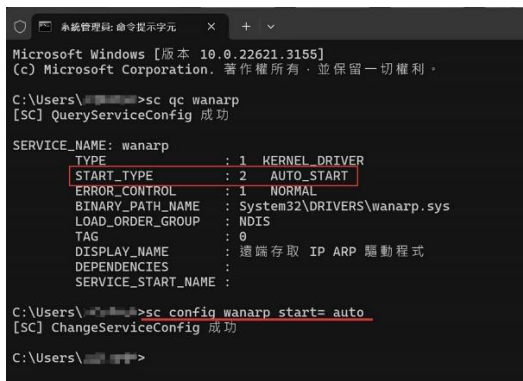 系統管理員: 命令提示字元
Microsoft Windows [版本 10.0.22621.3155]
(c) Microsoft Corporation. 著作權所有,並保留一切權利。
C:\Users\ >sc qc wanarp
[SC] QueryServiceConfig 成功
SERVICE_NAME: wanarp
TYPE : 1 KERNEL_DRIVER
START_TYPE : 2 AUTO_START
ERROR_CONTROL : 1 NORMAL
BINARY_PATH_NAME : System32\DRIVERS\wanarp.sys
LOAD_ORDER_GROUP : NDIS
TAG : 0
DISPLAY_NAME : 遠端存取 IP ARP 驅動程式
DEPENDENCIES :
SERVICE_START_NAME :
C:\Users\ >sc config wanarp start= auto
[SC] ChangeServiceConfig 成功
C:\Users\ >